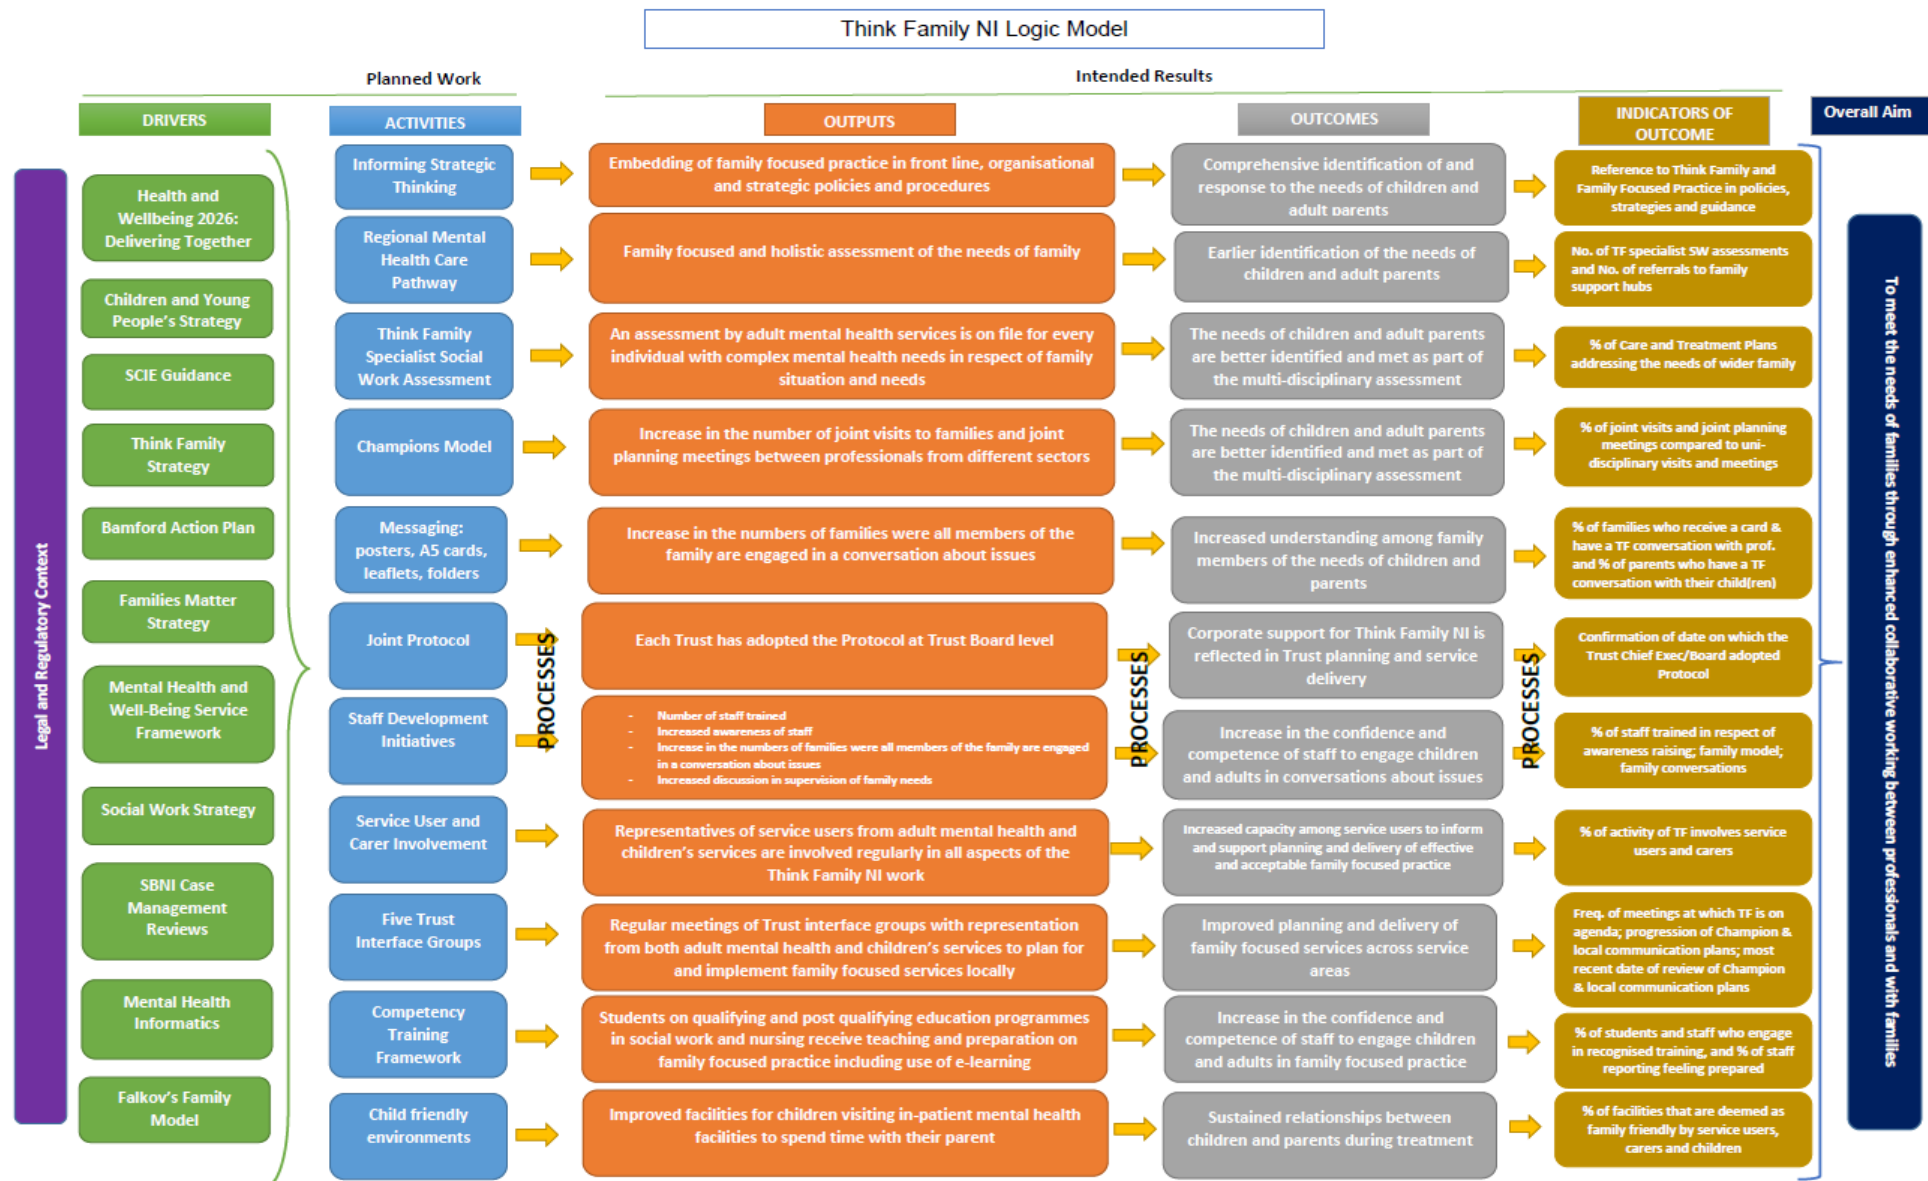 Think Family NI Logic Model
Planned Work
Intended Results
DRIVERS
ACTIVITIES
OUTPUTS
OUTCOMES
INDICATORS OF
OUTCOME
Overall Aim
Legal and Regulatory Context
Health and
Wellbeing 2026:
Delivering Together
Children and Young
People's Strategy
SCIE Guidance
Think Family
Strategy
Bamford Action Plan
Families Matter
Strategy
Mental Health and
Well-Being Service
Framework
Social Work Strategy
SBNI Case
Management
Reviews
Mental Health
Informatics
Falkov's Family
Model
Informing Strategic
Thinking
Embedding of family focused practice in front line, organisational
and strategic policies and procedures
Comprehensive identification of and
response to the needs of children and
adult parents
Reference to Think Family and
Family Focused Practice in policies,
strategies and guidance
Regional Mental
Health Care
Pathway
Family focused and holistic assessment of the needs of family
Earlier identification of the needs of
children and adult parents
No. of TF specialist SW assessments
and No. of referrals to family
support hubs
Think Family
Specialist Social
Work Assessment
An assessment by adult mental health services is on file for every
individual with complex mental health needs in respect of family
situation and needs
The needs of children and adult parents
are better identified and met as part of
the multi-disciplinary assessment
% of Care and Treatment Plans
addressing the needs of wider family
Champions Model
Increase in the number of joint visits to families and joint
planning meetings between professionals from different sectors
The needs of children and adult parents
are better identified and met as part of
the multi-disciplinary assessment
% of joint visits and joint planning
meetings compared to uni-
disciplinary visits and meetings
Messaging:
posters, A5 cards,
leaflets, folders
Increase in the numbers of families were all members of the
family are engaged in a conversation about issues
Increased understanding among family
members of the needs of children and
parents
% of families who receive a card &
have a TF conversation with prof.
and % of parents who have a TF
conversation with their child(ren)
Joint Protocol
Each Trust has adopted the Protocol at Trust Board level
Corporate support for Think Family NI is
reflected in Trust planning and service
delivery
Confirmation of date on which the
Trust Chief Exec/Board adopted
Protocol
PROCESSES
PROCESSES
PROCESSES
Staff Development
Initiatives
- Number of staff trained
- Increased awareness of staff
- Increase in the numbers of families were all members of the family are engaged
in a conversation about issues
- Increased discussion in supervision of family needs
Increase in the confidence and
competence of staff to engage children
and adults in conversations about issues
% of staff trained in respect of
awareness raising; family model;
family conversations
Service User and
Carer Involvement
Representatives of service users from adult mental health and
children's services are involved regularly in all aspects of the
Think Family NI work
Increased capacity among service users to inform
and support planning and delivery of effective
and acceptable family focused practice
% of activity of TF involves service
users and carers
Five Trust
Interface Groups
Regular meetings of Trust interface groups with representation
from both adult mental health and children's services to plan for
and implement family focused services locally
Improved planning and delivery of
family focused services across service
areas
Freq. of meetings at which TF is on
agenda; progression of Champion &
local communication plans; most
recent date of review of Champion
& local communication plans
Competency
Training
Framework
Students on qualifying and post qualifying education programmes
in social work and nursing receive teaching and preparation on
family focused practice including use of e-learning
Increase in the confidence and
competence of staff to engage children
and adults in family focused practice
% of students and staff who engage
in recognised training, and % of staff
reporting feeling prepared
Child friendly
environments
Improved facilities for children visiting in-patient mental health
facilities to spend time with their parent
Sustained relationships between
children and parents during treatment
% of facilities that are deemed as
family friendly by service users,
carers and children
To meet the needs of families through enhanced collaborative working between professionals and with families